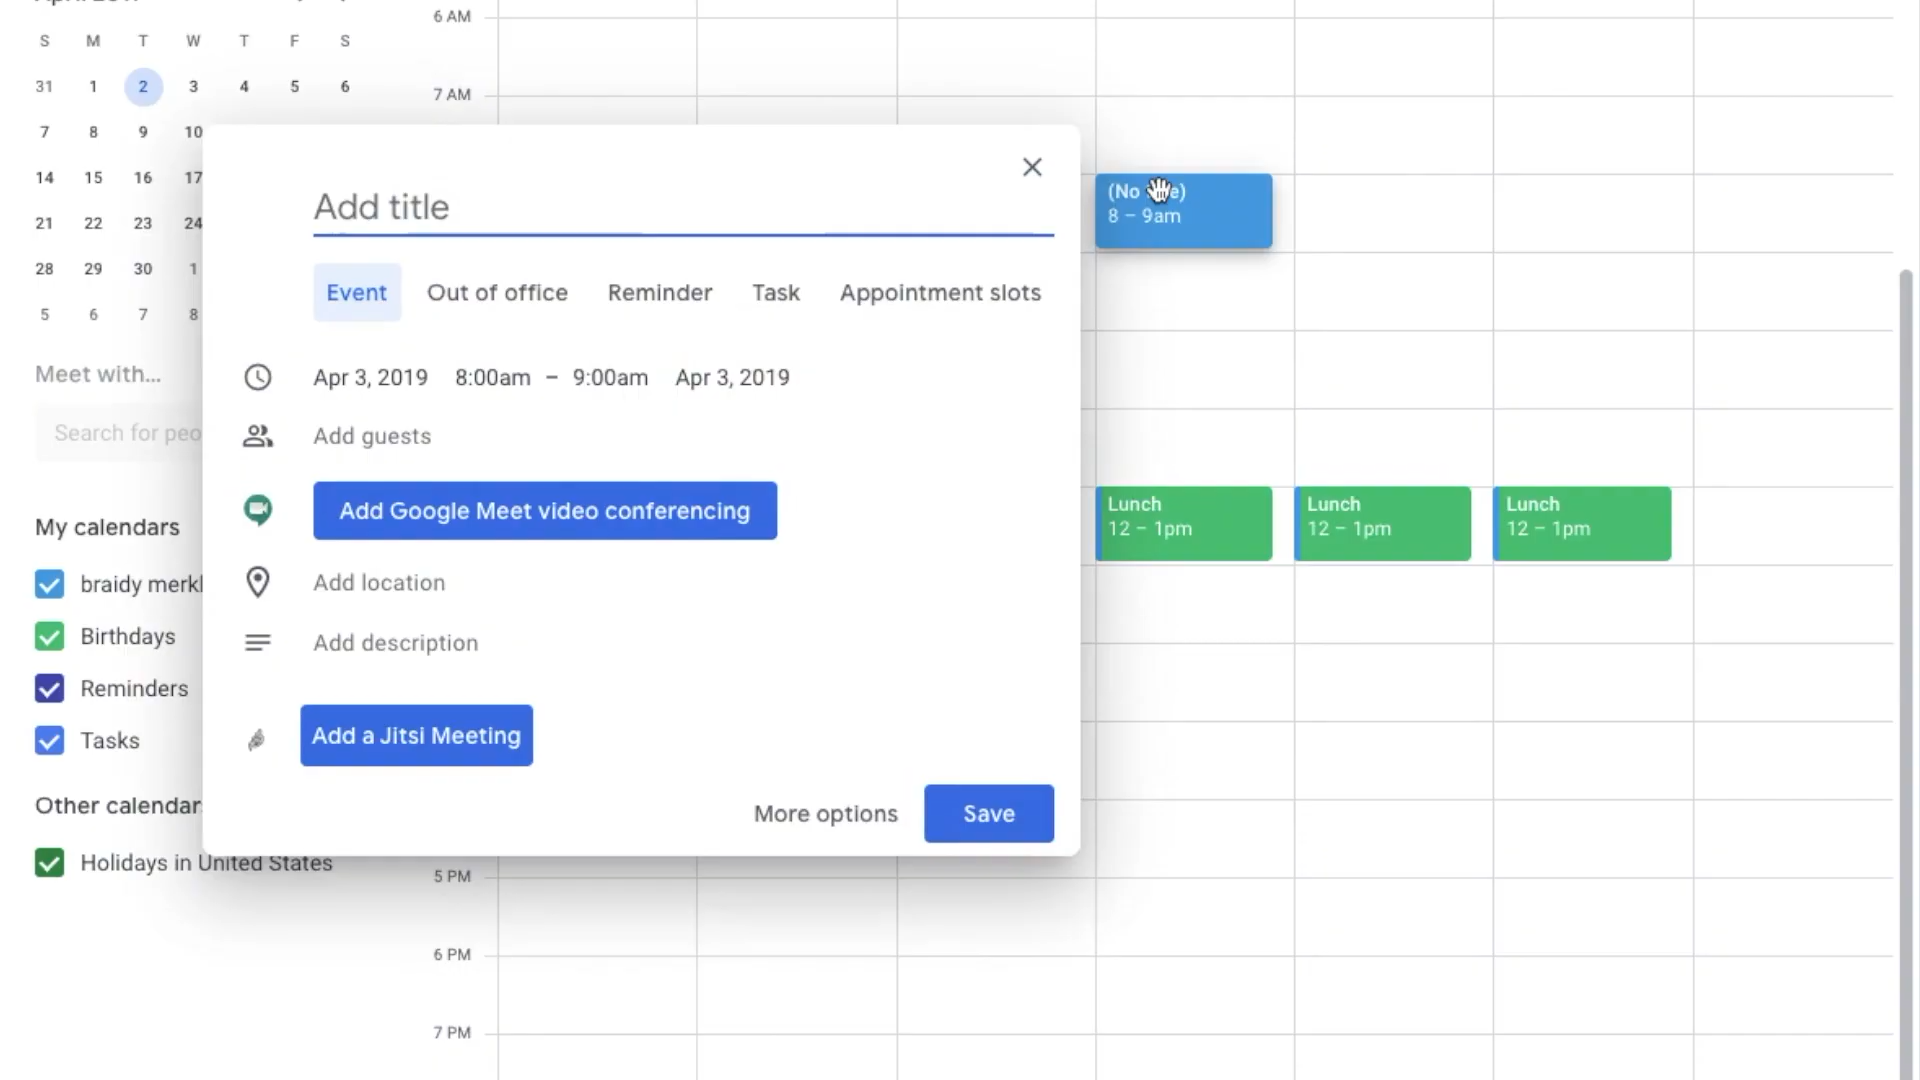 S M T W T F S
31 1 2 3 4 5 6
7 8 9 10
14 15 16 17
21 22 23 24
28 29 30 1
5 6 7 8
Meet with...
Search for
My calendars
braidy
Birthdays
Reminders
Tasks
Other
Holidays in United States
6 AM
7 AM
5 PM
6 PM
7 PM
Add title
Event Out of office Reminder Task Appointment slots
Apr 3, 2019 8:00am – 9:00am Apr 3, 2019
Add guests
Add Google Meet video conferencing
Add location
Add description
Add a Jitsi Meeting
More options Save
(No
8 – 9am
Lunch
12 – 1pm
Lunch
12 – 1pm
Lunch
12 – 1pm